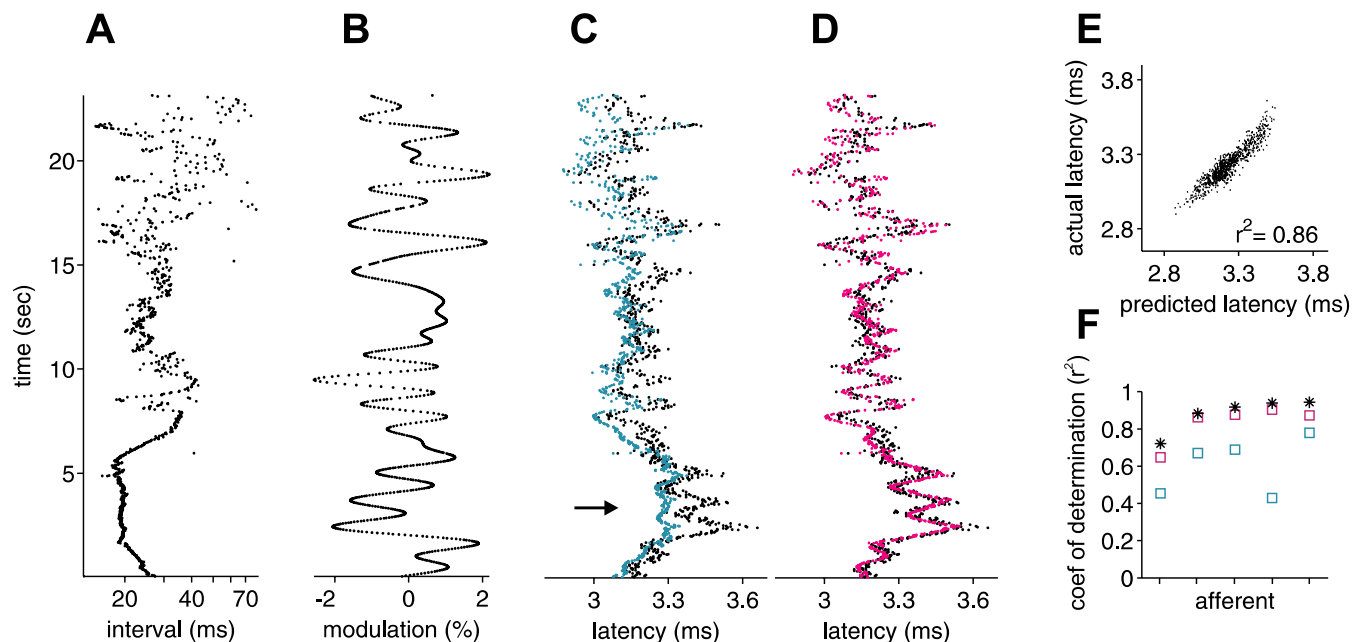 A
B
C
D
E
F
time (sec)
20
15
10
5
20 40 70
interval (ms)
-2 0 2
modulation (%)
3 3.3 3.6
latency (ms)
3 3.3 3.6
latency (ms)
actual latency (ms)
3.8
3.3
2.8
r²= 0.86
2.8 3.3 3.8
predicted latency (ms)
coef of determination (r²)
1
0.8
0.6
0.4
0.2
0
afferent